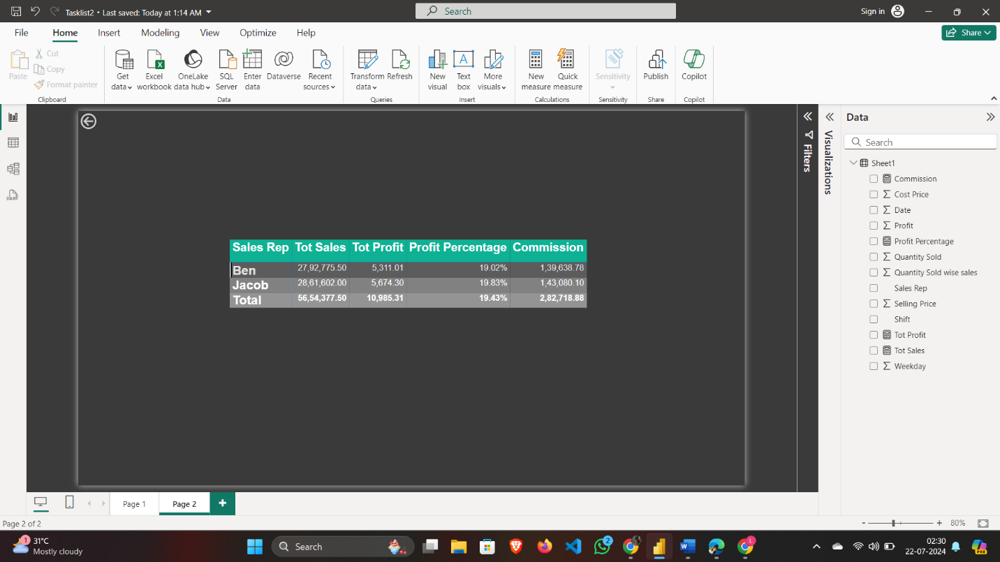 Tasklist2 • Last saved: Today at 1:14 AM
Search
Sign in
File Home Insert Modeling View Optimize Help
Share
Paste
Cut
Copy
Format painter
Clipboard
Get data
Excel workbook
OneLake data hub
SQL Server
Enter data
Dataverse
Recent sources
Data
Transform data
Refresh
Queries
New visual
Text box
More visuals
Insert
New measure
Quick measure
Calculations
Sensitivity
Sensitivity
Publish
Share
Copilot
Copilot
Sales Rep Tot Sales Tot Profit Profit Percentage Commission
Ben 27,92,775.50 5,311.01 19.02% 1,39,638.78
Jacob 28,61,602.00 5,674.30 19.83% 1,43,080.10
Total 56,54,377.50 10,985.31 19.43% 2,82,718.88
Filters
Visualizations
Data
Search
Sheet1
Commission
Cost Price
Date
Profit
Profit Percentage
Quantity Sold
Quantity Sold wise sales
Sales Rep
Selling Price
Shift
Tot Profit
Tot Sales
Weekday
Page 1
Page 2
Page 2 of 2
- + 80%
1
31°C
Mostly cloudy
Search
2
L
02:30
22-07-2024
PRE